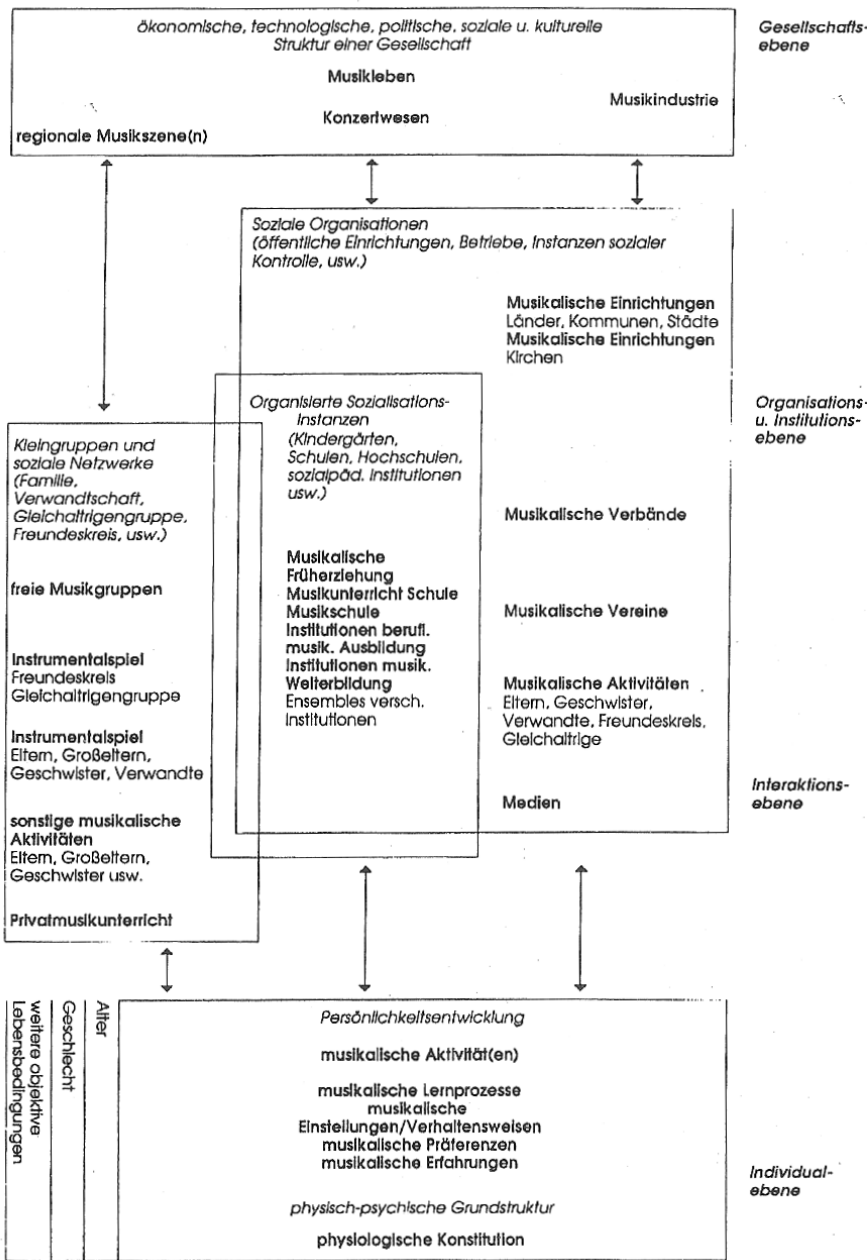 ökonomische, technologische, politische, soziale u. kulturelle
Struktur einer Gesellschaft
Musikleben
Musikindustrie
Konzertwesen
regionale Musikszene(n)
Gesellschafts-
ebene
Soziale Organisationen
(öffentliche Einrichtungen, Betriebe, Instanzen sozialer
Kontrolle, usw.)
Musikalische Einrichtungen
Länder, Kommunen, Städte
Musikalische Einrichtungen
Kirchen
Musikalische Verbände
Musikalische Vereine
Musikalische Aktivitäten
Eltern, Geschwister,
Verwandte, Freundeskreis,
Gleichaltrige
Medien
Organisations-
u. Institutions-
ebene
Organisierte Sozialisations-
Instanzen
(Kindergärten,
Schulen, Hochschulen,
sozialpäd. Institutionen
usw.)
Musikalische
Früherziehung
Musikunterricht Schule
Musikschule
Institutionen berufl.
musik. Ausbildung
Institutionen musik.
Weiterbildung
Ensembles versch.
Institutionen
Kleingruppen und
soziale Netzwerke
(Familie,
Verwandtschaft,
Gleichaltrigengruppe,
Freundeskreis, usw.)
freie Musikgruppen
Instrumentalspiel
Freundeskreis
Gleichaltrigengruppe
Instrumentalspiel
Eltern, Großeltern,
Geschwister, Verwandte
sonstige musikalische
Aktivitäten
Eltern, Großeltern,
Geschwister usw.
Privatmusikunterricht
Interaktions-
ebene
weitere objektive
Lebensbedingungen
Geschlecht
Alter
Persönlichkeitsentwicklung
musikalische Aktivität(en)
musikalische Lernprozesse
musikalische
Einstellungen/Verhaltensweisen
musikalische Präferenzen
musikalische Erfahrungen
physisch-psychische Grundstruktur
physiologische Konstitution
Individual-
ebene